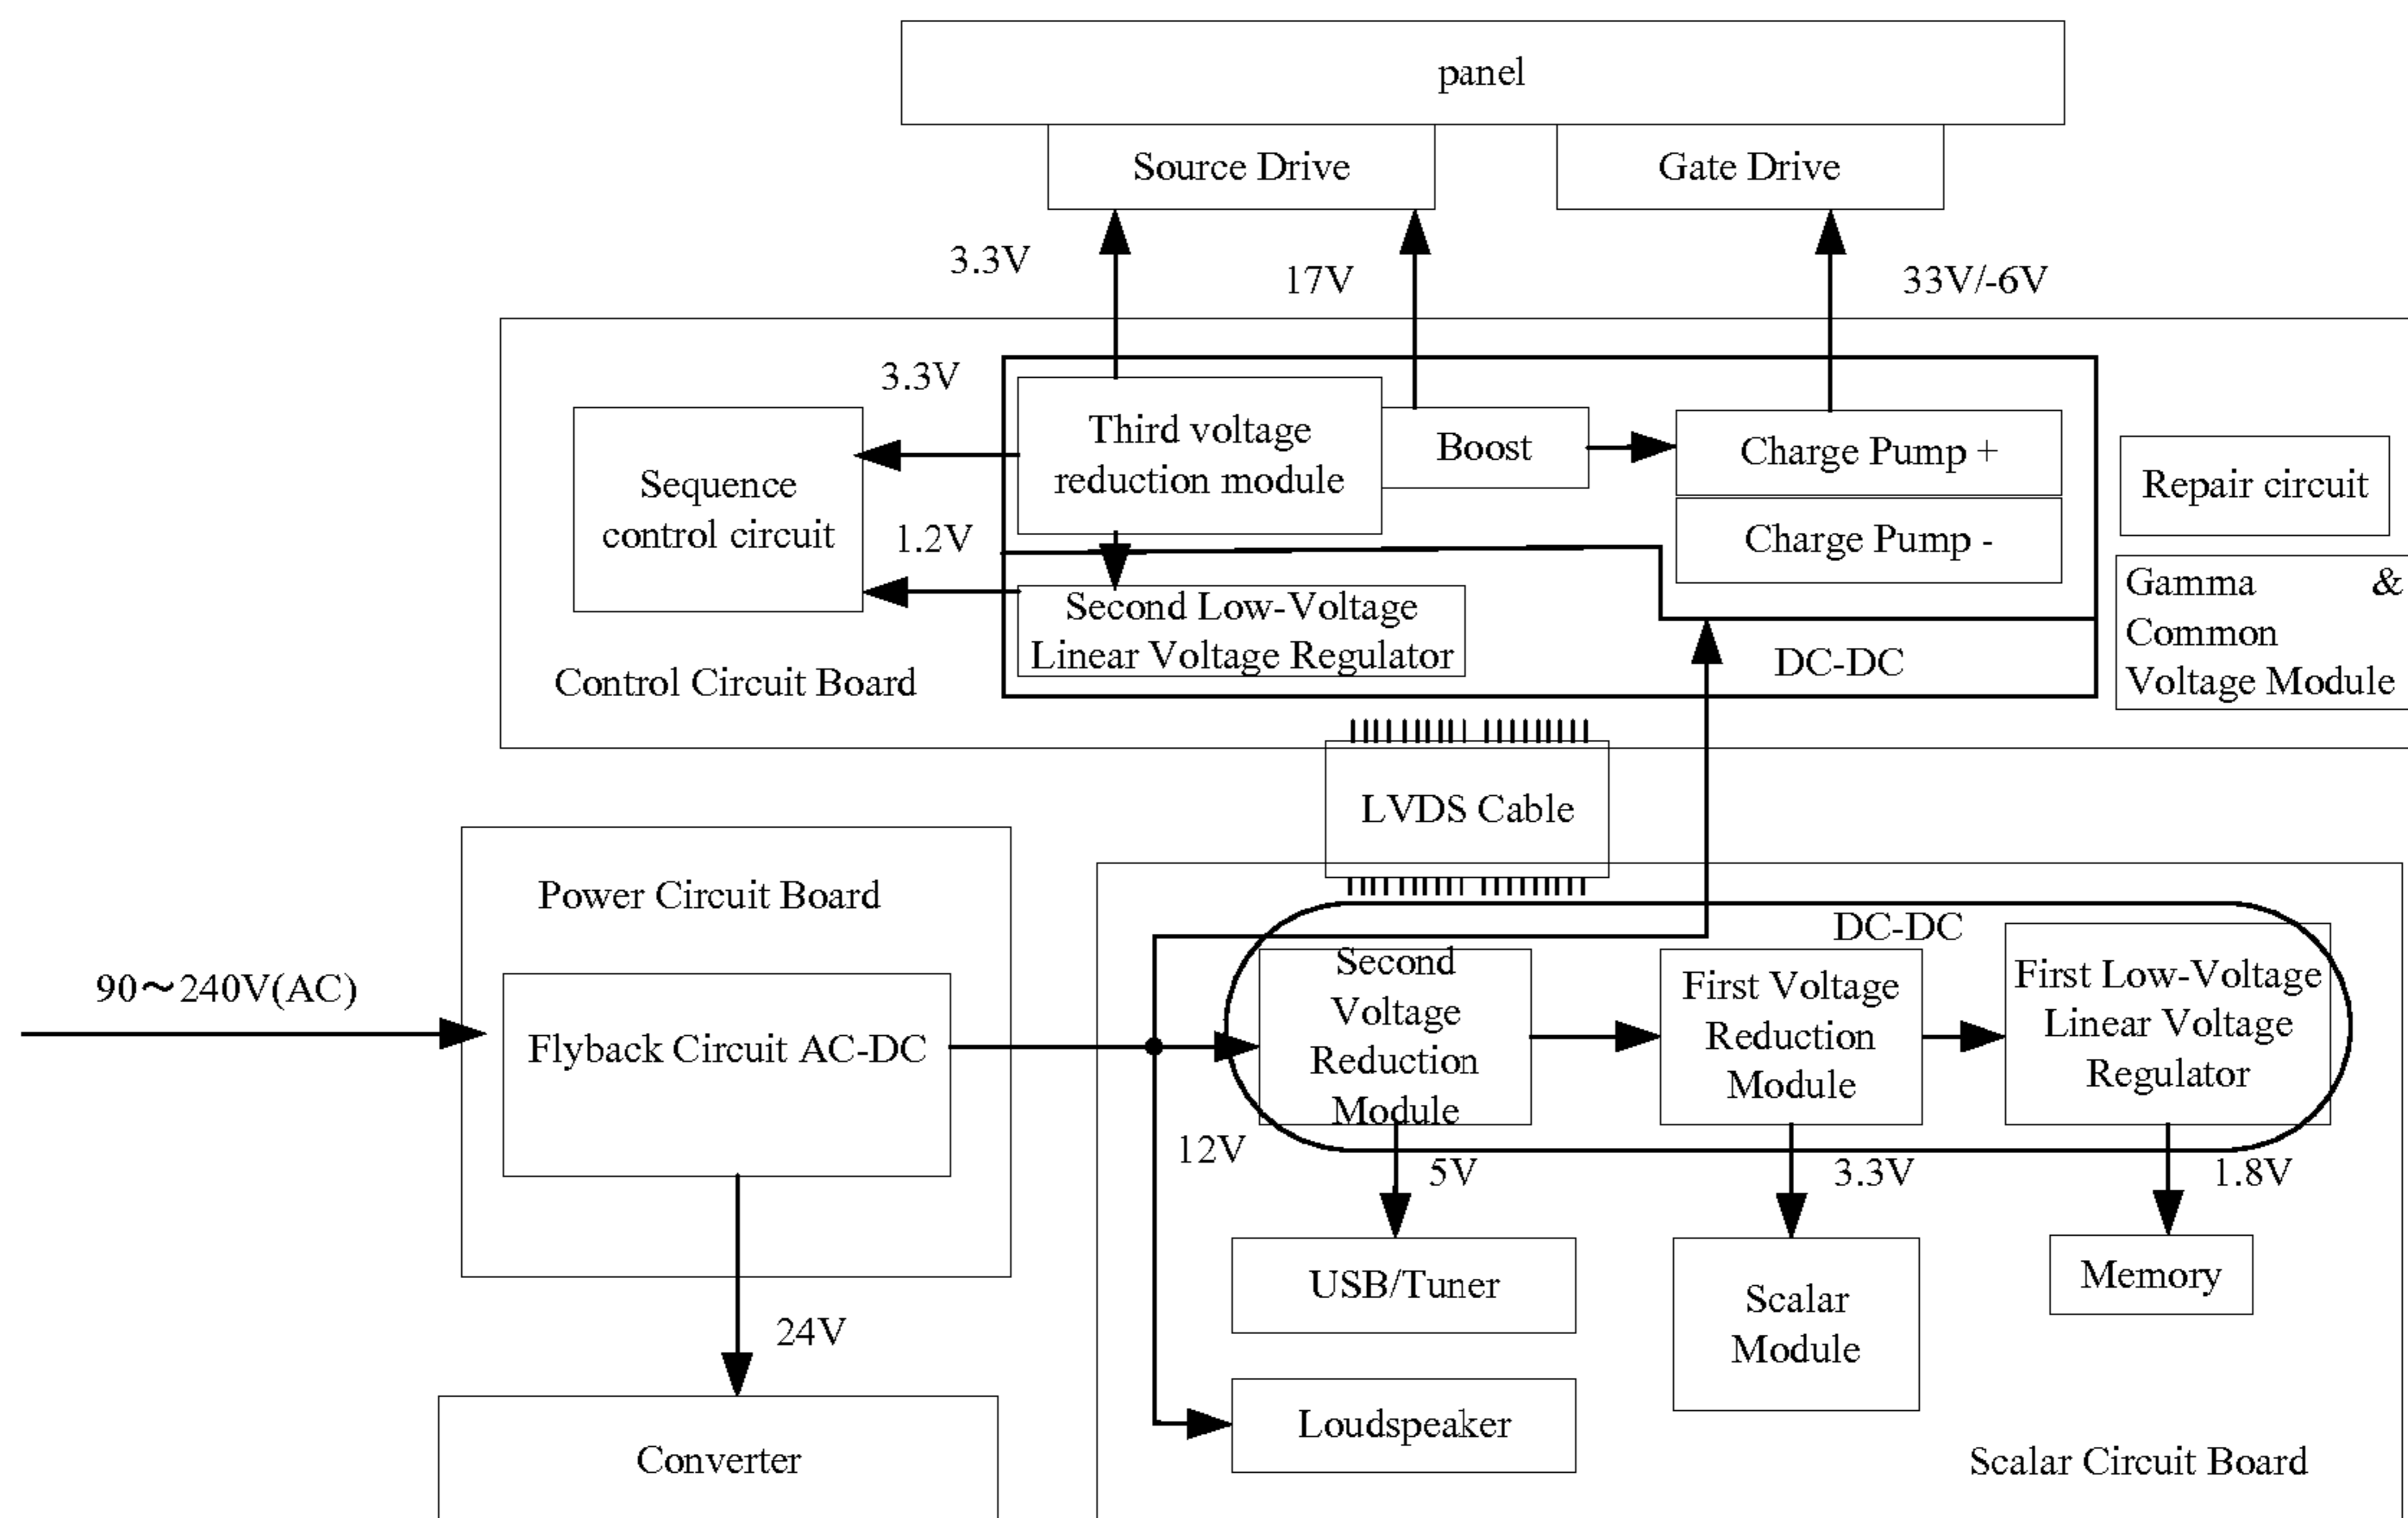 panel
Source Drive
Gate Drive
3.3V
17V
33V/-6V
3.3V
Third voltage
reduction module
Boost
Charge Pump +
Charge Pump -
Sequence
control circuit
1.2V
Second Low-Voltage
Linear Voltage Regulator
Control Circuit Board
DC-DC
Repair circuit
Gamma &
Common
Voltage Module
LVDS Cable
Power Circuit Board
90～240V(AC)
Flyback Circuit AC-DC
24V
Converter
12V
DC-DC
Second
Voltage
Reduction
Module
First Voltage
Reduction
Module
First Low-Voltage
Linear Voltage
Regulator
5V
3.3V
1.8V
USB/Tuner
Scalar
Module
Memory
Loudspeaker
Scalar Circuit Board